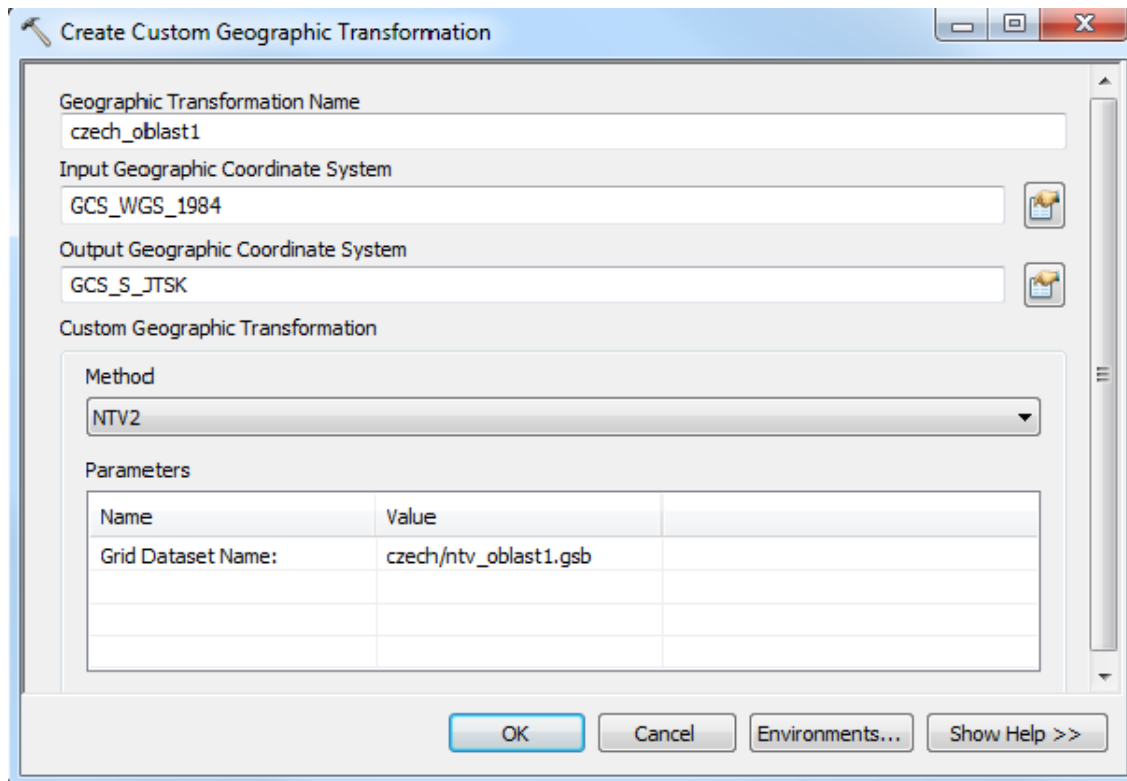 Create Custom Geographic Transformation
Geographic Transformation Name
czech_oblast1
Input Geographic Coordinate System
GCS_WGS_1984
Output Geographic Coordinate System
GCS_S_JTSK
Custom Geographic Transformation
Method
NTV2
Parameters
Name Value
Grid Dataset Name: czech/ntv_oblast1.gsb
OK Cancel Environments... Show Help >>